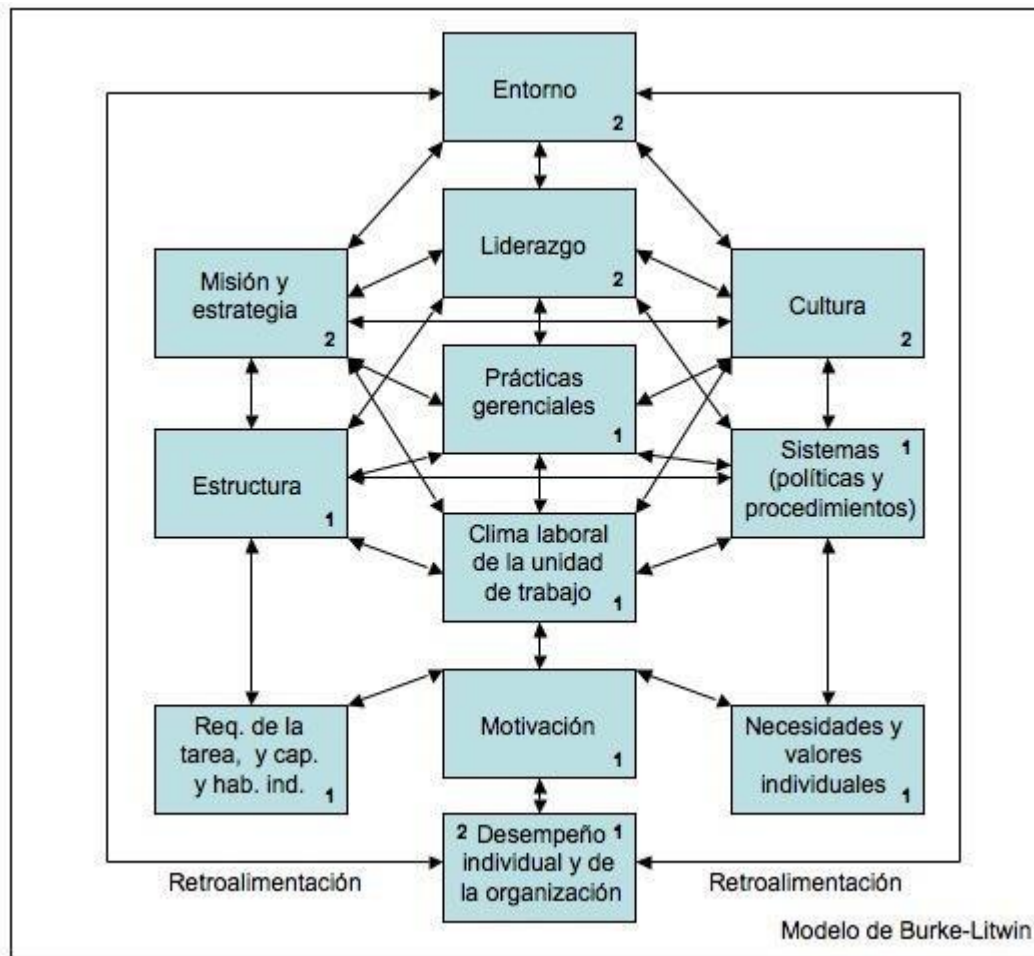 Entorno
2
Liderazgo
2
Misión y
estrategia
2
Cultura
2
Prácticas
gerenciales
1
Estructura
1
Sistemas 1
(políticas y
procedimientos)
Clima laboral
de la unidad
de trabajo
1
Req. de la
tarea, y cap.
y hab. ind.
1
Motivación
1
Necesidades y
valores
individuales
1
2 Desempeño 1
individual y de
la organización
Retroalimentación
Retroalimentación
Modelo de Burke-Litwin